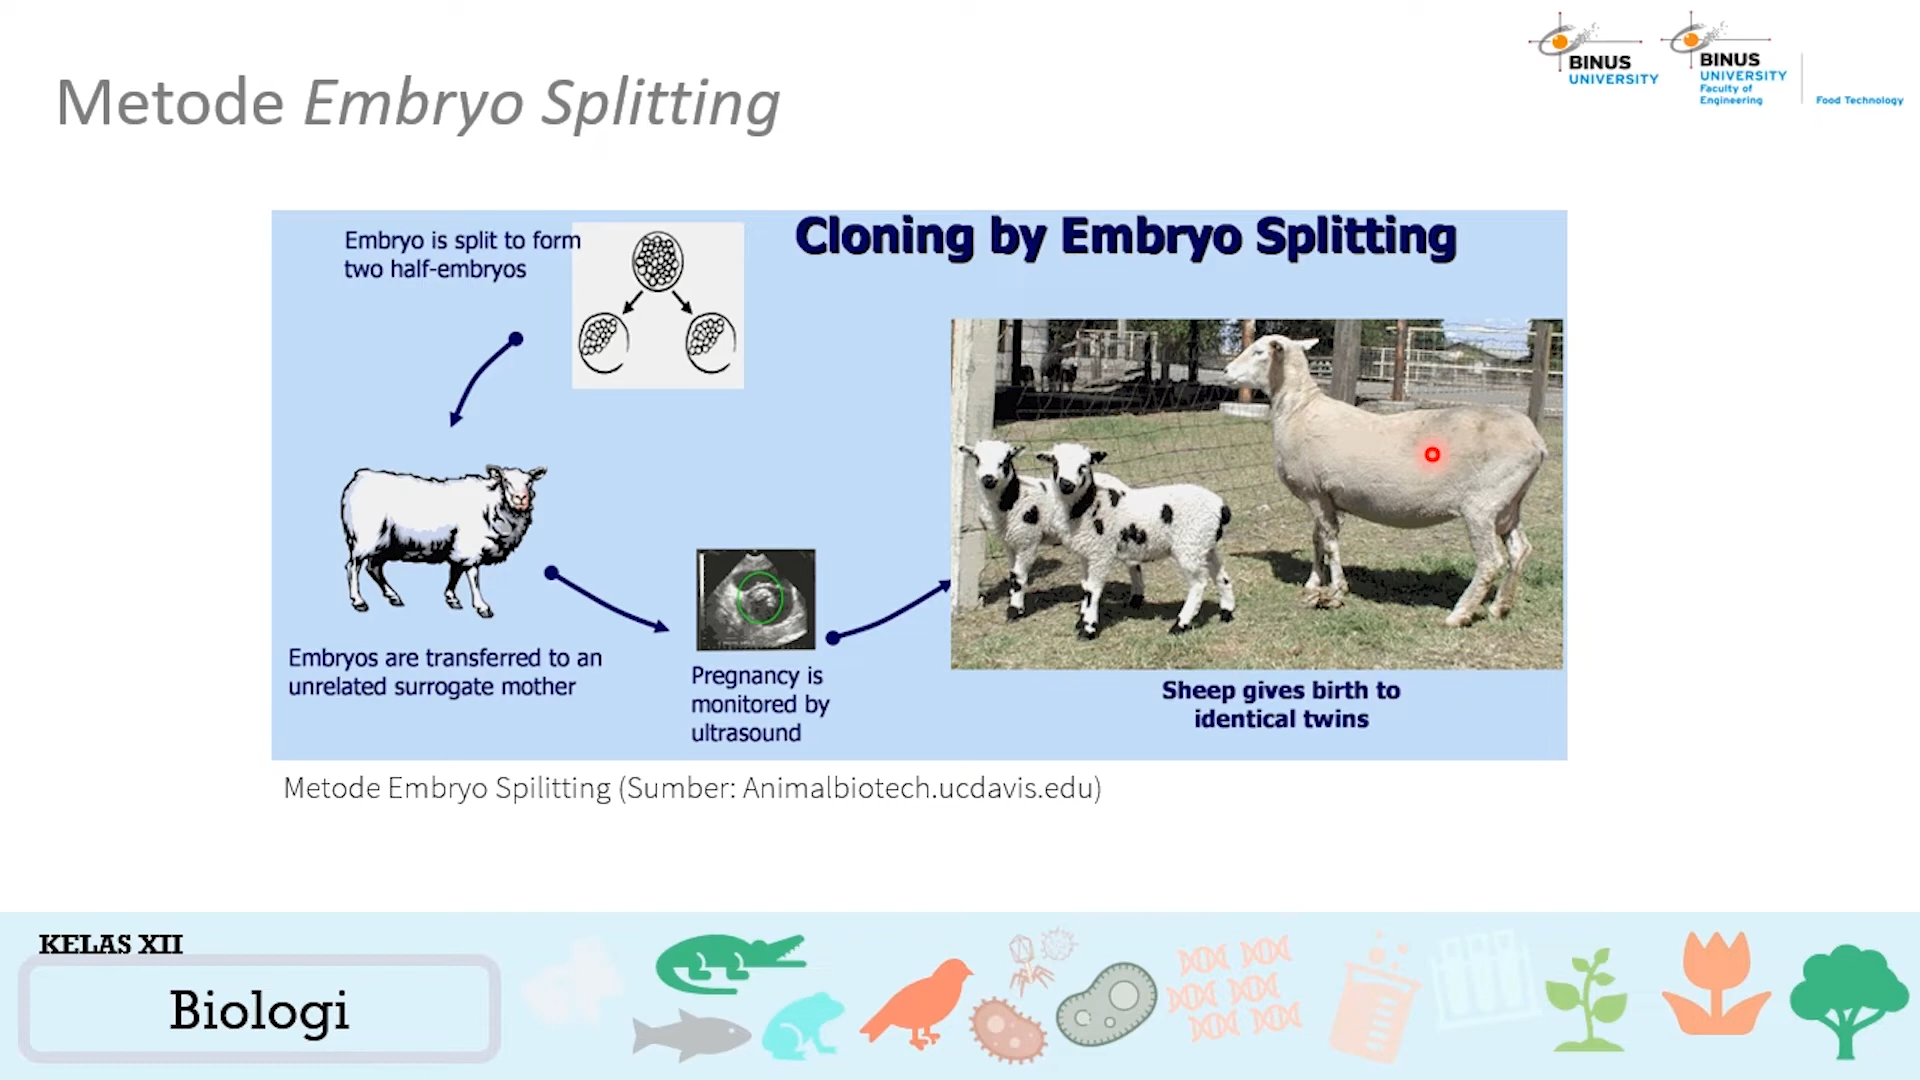 BINUS
UNIVERSITY
BINUS
UNIVERSITY
Faculty of
Engineering
Food Technology
Metode Embryo Splitting
Cloning by Embryo Splitting
Embryo is split to form
two half-embryos
Embryos are transferred to an
unrelated surrogate mother
Pregnancy is
monitored by
ultrasound
Sheep gives birth to
identical twins
Metode Embryo Spilitting (Sumber: Animalbiotech.ucdavis.edu)
KELAS XII
Biologi